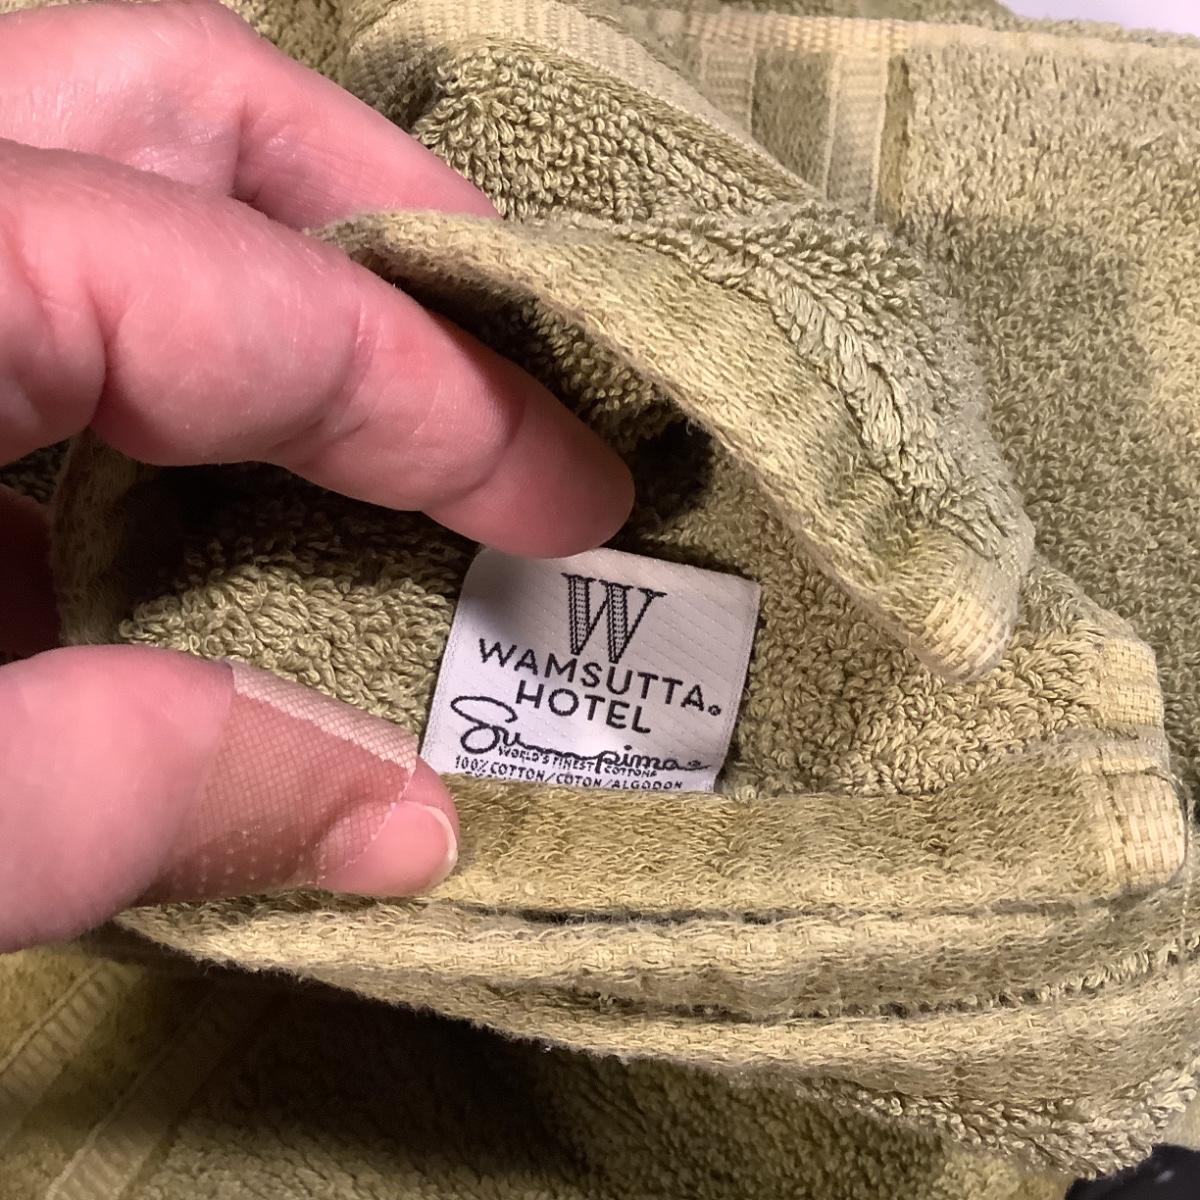 W
WAMSUTTA®
HOTEL
Supima
WORLD'S FINEST COTTONS
100% COTTON/COTON/ALGODON